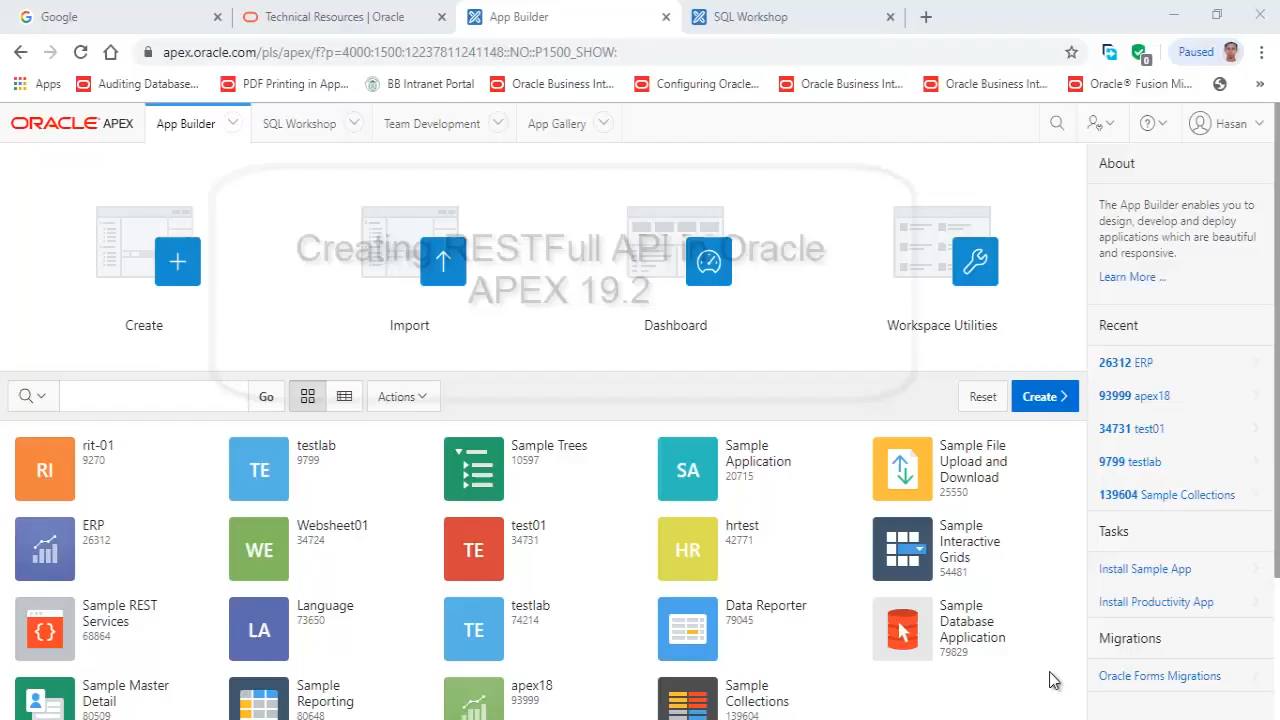 Google
Technical Resources | Oracle
App Builder
SQL Workshop
apex.oracle.com/pls/apex/f?p=4000:1500:12237811241148::NO::P1500_SHOW:
0
Paused
Apps
Auditing Database...
PDF Printing in App...
BB Intranet Portal
Oracle Business Int...
Configuring Oracle...
Oracle Business Int...
Oracle Business Int...
Oracle® Fusion Mi...
»
ORACLE APEX
App Builder
SQL Workshop
Team Development
App Gallery
Hasan
Creating RESTFull API in Oracle
APEX 19.2
Create
Import
Dashboard
Workspace Utilities
Go
Actions
Reset
Create
RI
rit-01
9270
TE
testlab
9799
Sample Trees
10597
SA
Sample
Application
20715
Sample File
Upload and
Download
25550
ERP
26312
WE
Websheet01
34724
TE
test01
34731
HR
hrtest
42771
Sample
Interactive
Grids
54481
Sample REST
Services
68864
LA
Language
73650
TE
testlab
74214
Data Reporter
79045
Sample
Database
Application
79829
Sample Master
Detail
80509
Sample
Reporting
80648
apex18
93999
Sample
Collections
139604
About
The App Builder enables you to
design, develop and deploy
applications which are beautiful
and responsive.
Learn More ...
Recent
26312 ERP
93999 apex18
34731 test01
9799 testlab
139604 Sample Collections
Tasks
Install Sample App
Install Productivity App
Migrations
Oracle Forms Migrations